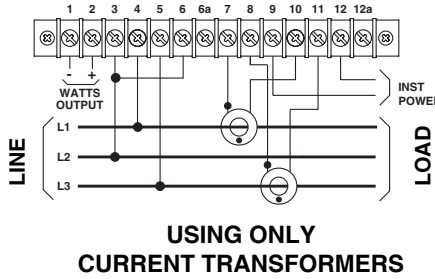 1 2 3 4 5 6 6a 7 8 9 10 11 12 12a
- +
WATTS
OUTPUT
INST
POWER
LINE
L1
L2
L3
LOAD
USING ONLY
CURRENT TRANSFORMERS